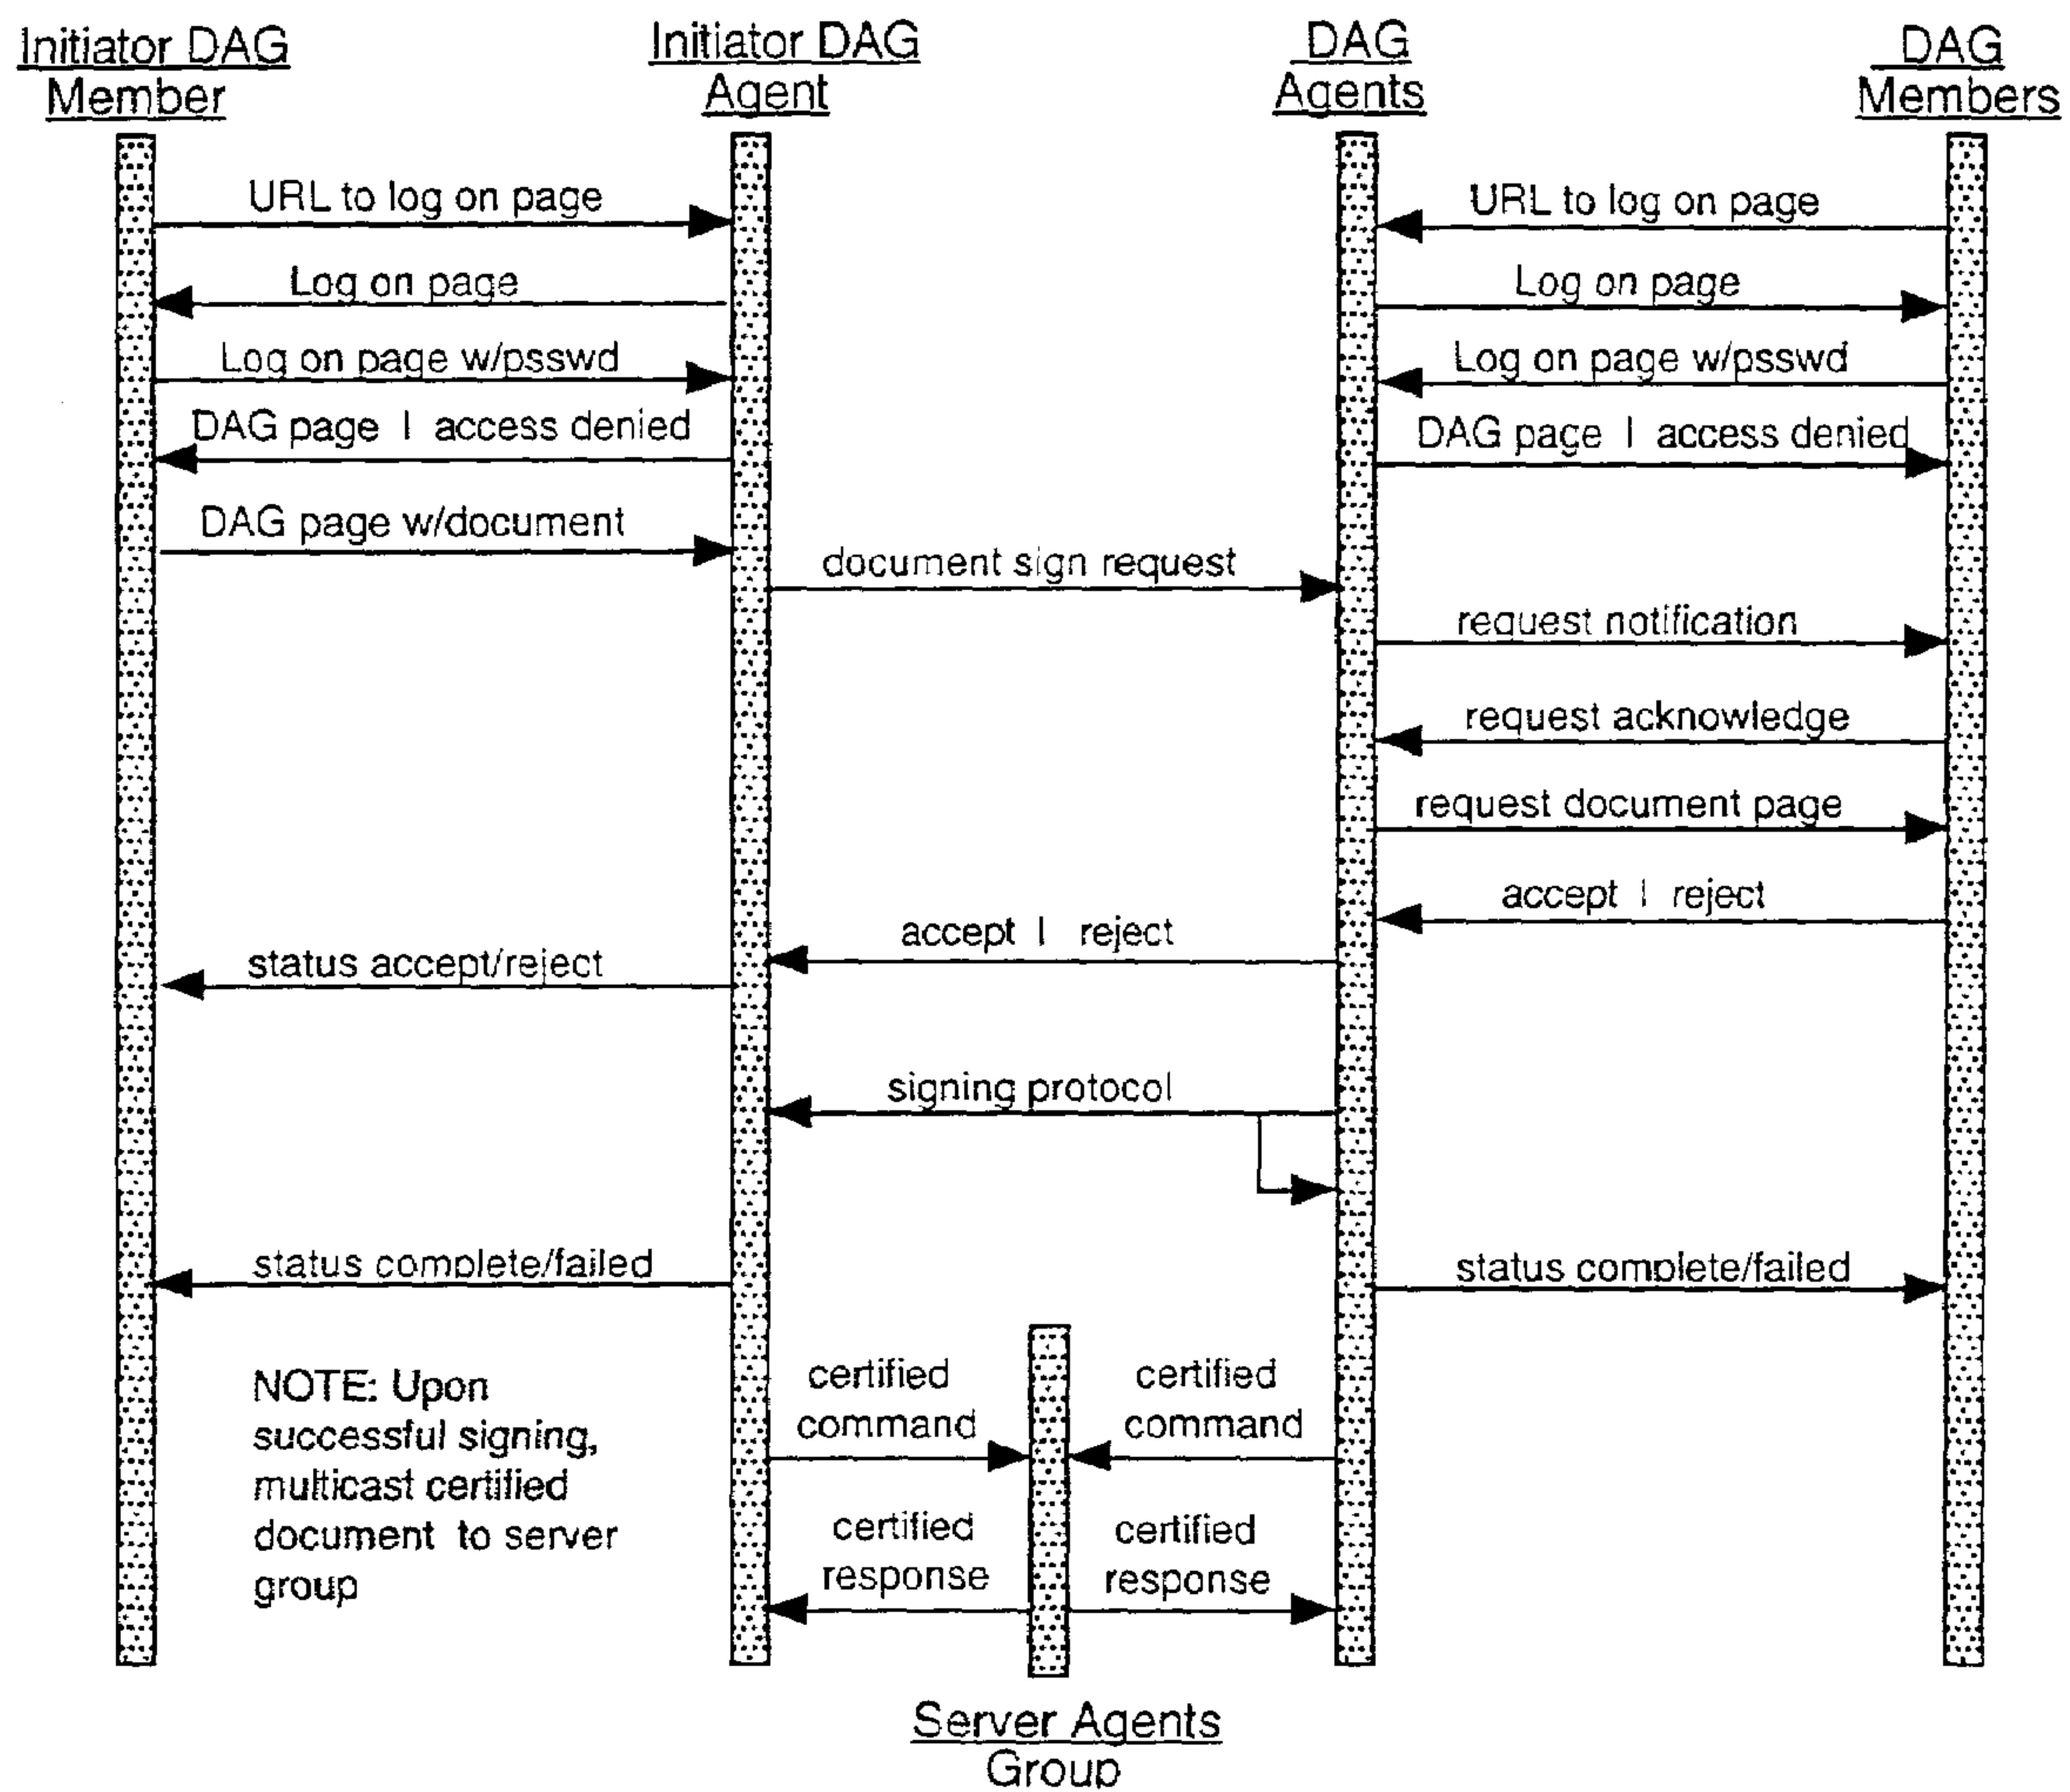 Initiator DAG
Member
Initiator DAG
Agent
DAG
Agents
DAG
Members
URL to log on page
URL to log on page
Log on page
Log on page
Log on page w/psswd
Log on page w/psswd
DAG page | access denied
DAG page | access denied
DAG page w/document
document sign request
request notification
request acknowledge
request document page
accept | reject
accept | reject
status accept/reject
signing protocol
status complete/failed
status complete/failed
NOTE: Upon
successful signing,
multicast certified
document to server
group
certified
command
certified
command
certified
response
certified
response
Server Agents
Group